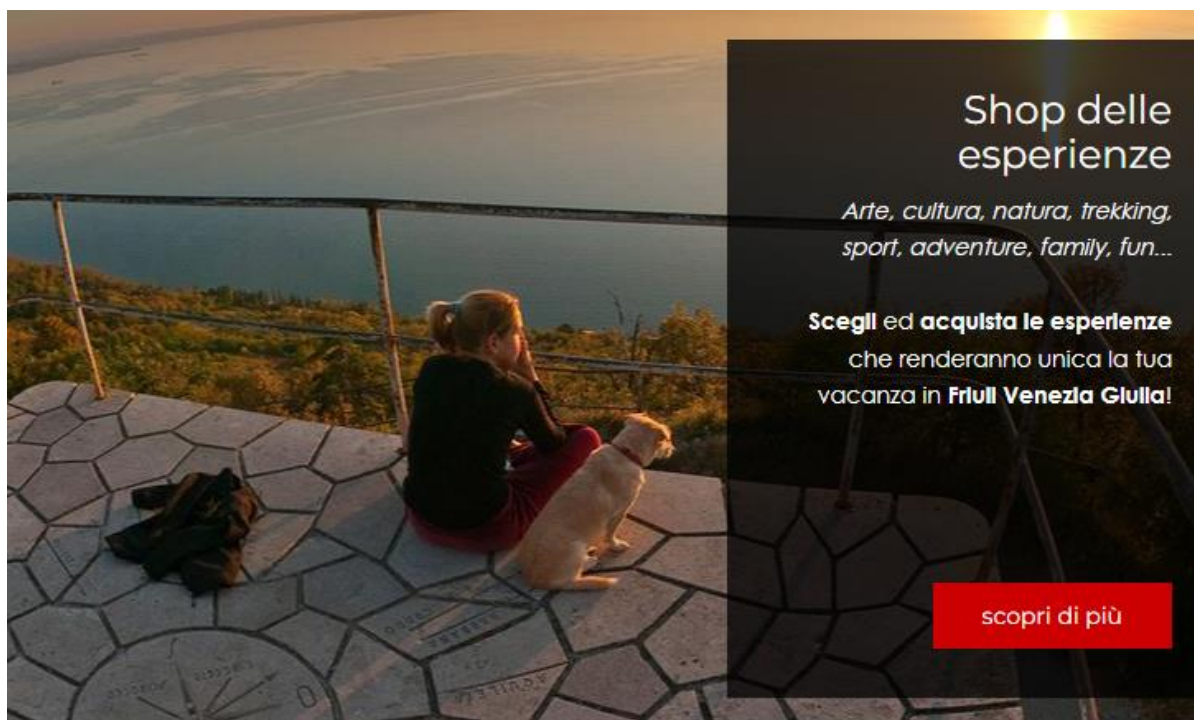 Shop delle
esperienze
Arte, cultura, natura, trekking,
sport, adventure, family, fun...
Scegli ed acquista le esperienze
che renderanno unica la tua
vacanza in Friuli Venezia Giulia!
scopri di più